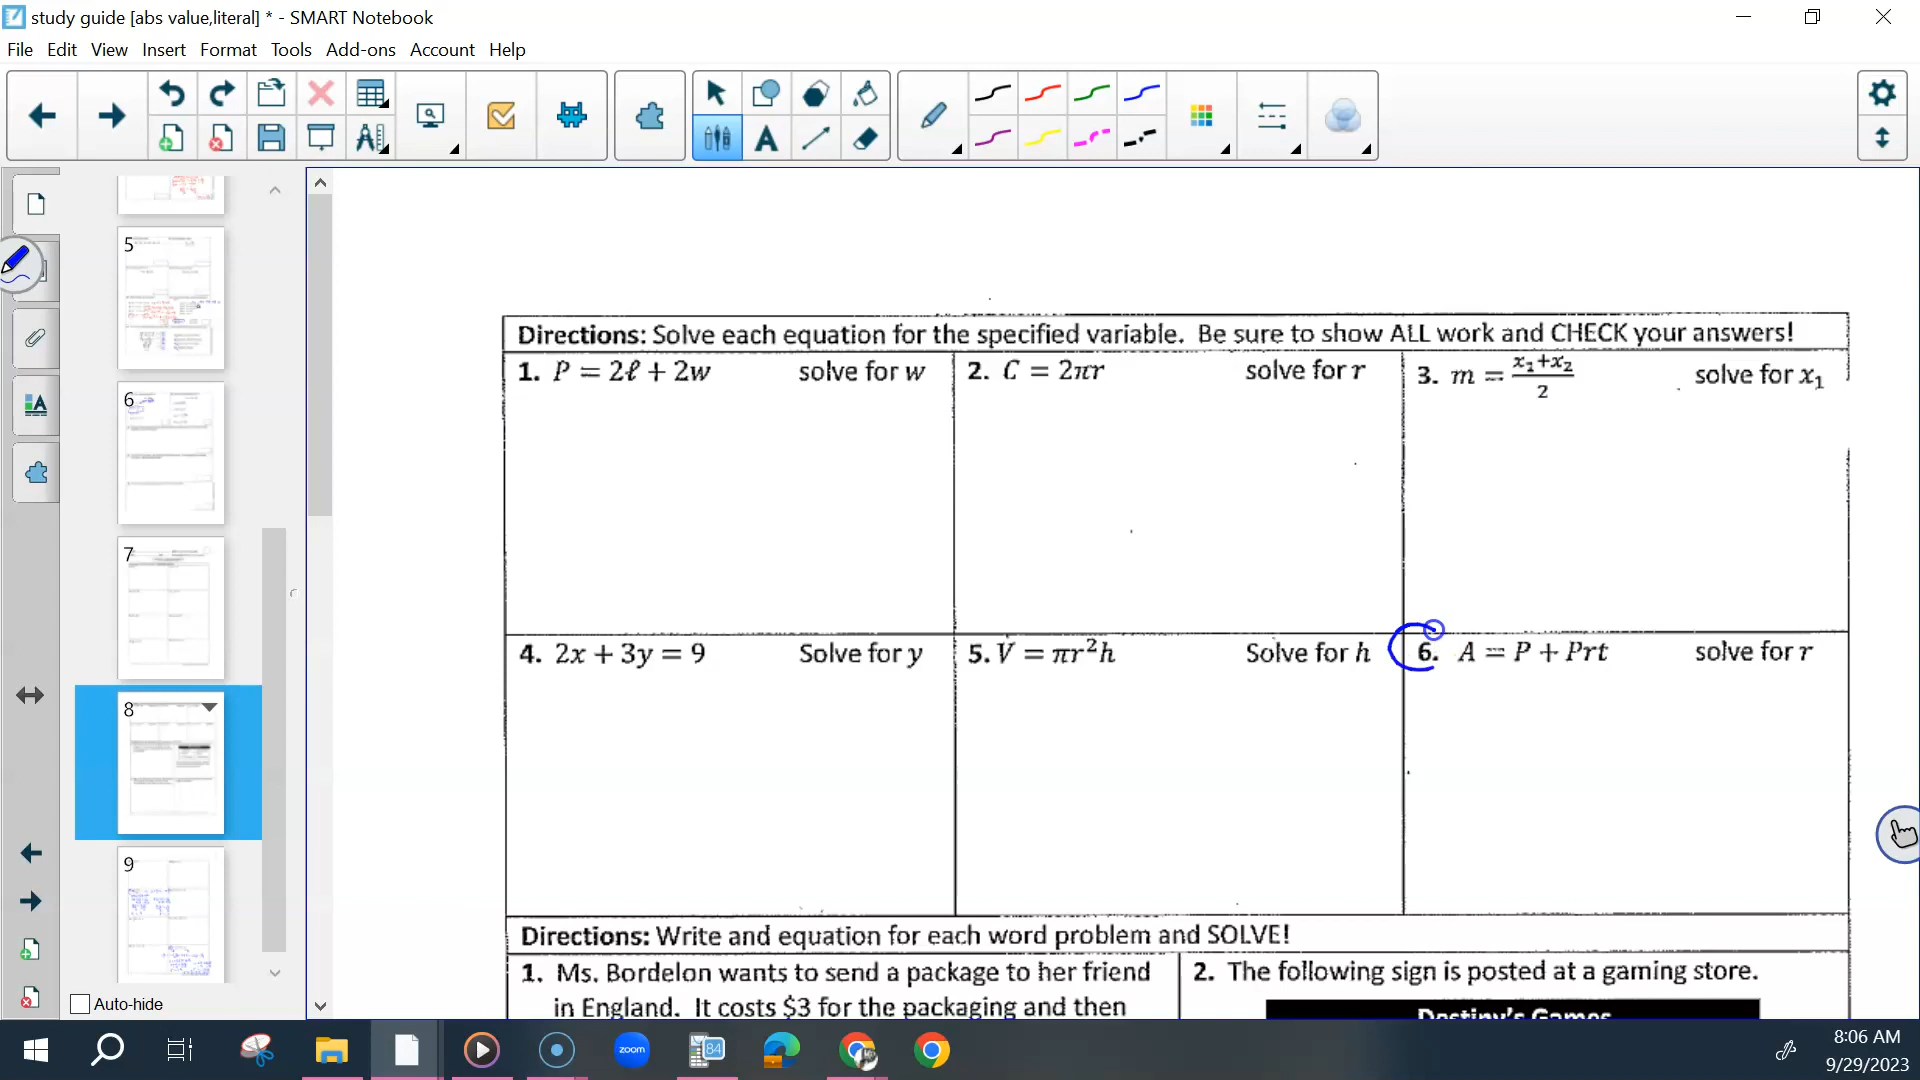 study guide [abs value,literal] * - SMART Notebook
File Edit View Insert Format Tools Add-ons Account Help
5
6
7
8
9
Auto-hide
Directions: Solve each equation for the specified variable. Be sure to show ALL work and CHECK your answers!
1. P = 2ℓ + 2w solve for w
2. C = 2πr solve for r
3. m = \frac{x₁+x₂}{2} solve for x₁
4. 2x + 3y = 9 Solve for y
5. V = πr²h Solve for h
6. A = P + Prt solve for r
Directions: Write and equation for each word problem and SOLVE!
1. Ms. Bordelon wants to send a package to her friend
in England. It costs $3 for the packaging and then
2. The following sign is posted at a gaming store.
Destiny's Games
zoom
84
8:06 AM
9/29/2023